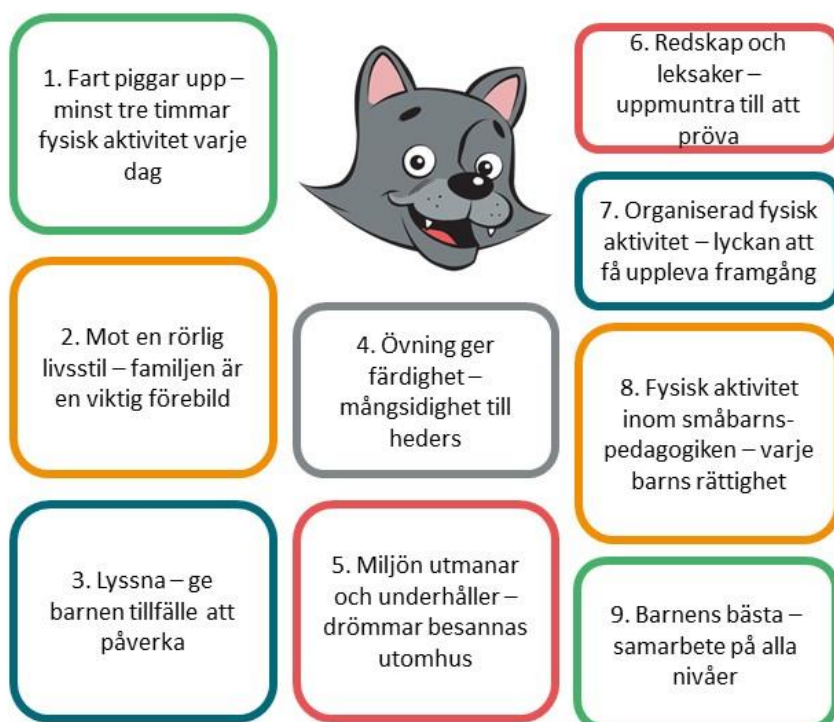 1. Fart piggar upp –
minst tre timmar
fysisk aktivitet varje
dag
2. Mot en rörlig
livsstil – familjen är
en viktig förebild
3. Lyssna – ge
barnen tillfälle att
påverka
4. Övning ger
färdighet –
mångsidighet till
heders
5. Miljön utmanar
och underhåller –
drömmar besannas
utomhus
6. Redskap och
leksaker –
uppmuntra till att
pröva
7. Organiserad fysisk
aktivitet – lyckan att
få uppleva framgång
8. Fysisk aktivitet
inom småbarns-
pedagogiken – varje
barns rättighet
9. Barnens bästa –
samarbete på alla
nivåer